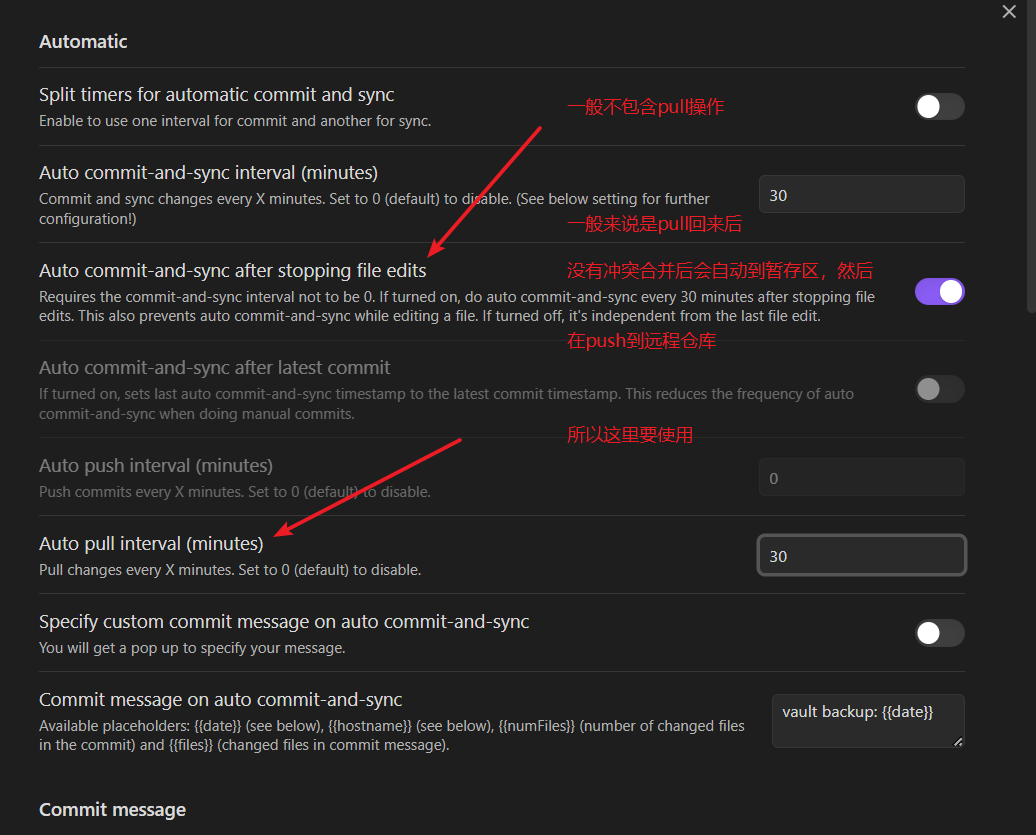 Automatic
Split timers for automatic commit and sync
一般不包含pull操作
Enable to use one interval for commit and another for sync.
Auto commit-and-sync interval (minutes)
Commit and sync changes every X minutes. Set to 0 (default) to disable. (See below setting for further
configuration!)
30
一般来说是pull回来后
Auto commit-and-sync after stopping file edits
没有冲突合并后会自动到暂存区，然后
Requires the commit-and-sync interval not to be 0. If turned on, do auto commit-and-sync every 30 minutes after stopping file
edits. This also prevents auto commit-and-sync while editing a file. If turned off, it's independent from the last file edit.
在push到远程仓库
Auto commit-and-sync after latest commit
If turned on, sets last auto commit-and-sync timestamp to the latest commit timestamp. This reduces the frequency of auto
commit-and-sync when doing manual commits.
所以这里要使用
Auto push interval (minutes)
Push commits every X minutes. Set to 0 (default) to disable.
0
Auto pull interval (minutes)
Pull changes every X minutes. Set to 0 (default) to disable.
30
Specify custom commit message on auto commit-and-sync
You will get a pop up to specify your message.
Commit message on auto commit-and-sync
Available placeholders: {{date}} (see below), {{hostname}} (see below), {{numFiles}} (number of changed files
in the commit) and {{files}} (changed files in commit message).
vault backup: {{date}}
Commit message